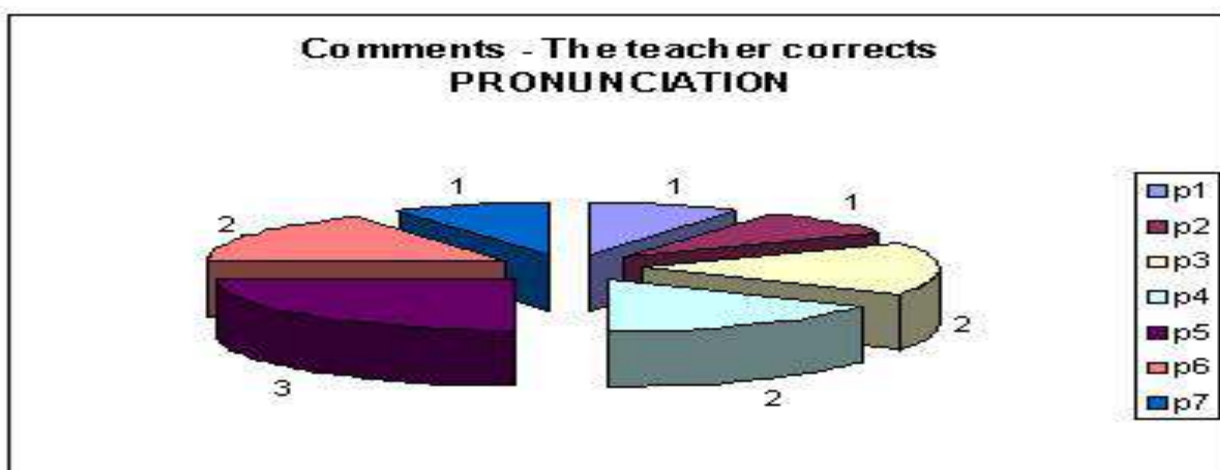 Comments - The teacher corrects
PRONUNCIATION
1
1
1
2
2
2
3
p1
p2
p3
p4
p5
p6
p7